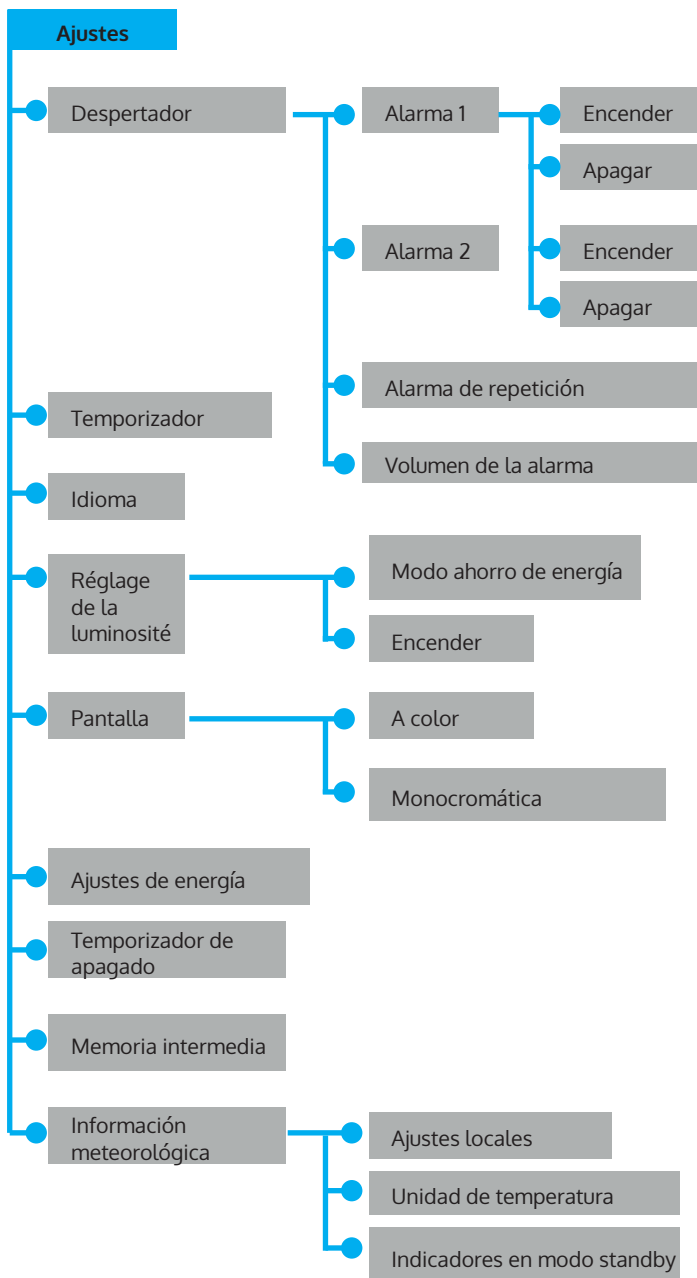 Ajustes
Despertador
Alarma 1
Encender
Apagar
Alarma 2
Encender
Apagar
Alarma de repetición
Volumen de la alarma
Temporizador
Idioma
Réglage
de la
luminosité
Modo ahorro de energía
Encender
Pantalla
A color
Monocromática
Ajustes de energía
Temporizador de
apagado
Memoria intermedia
Información
meteorológica
Ajustes locales
Unidad de temperatura
Indicadores en modo standby